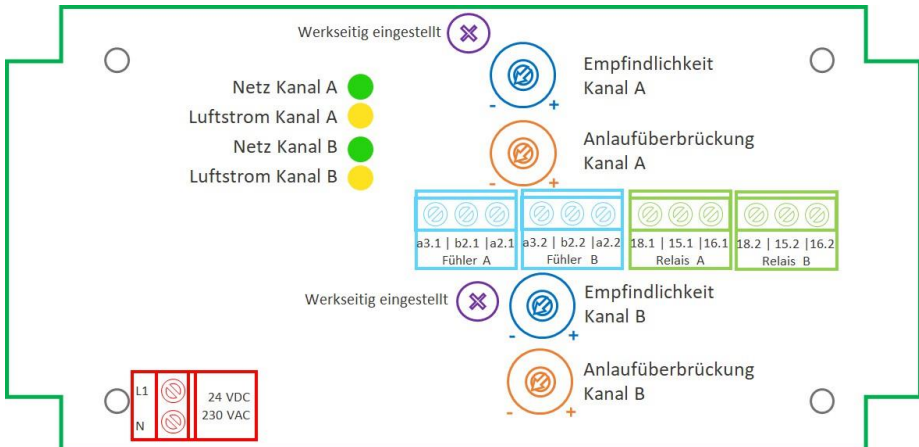 Werkseitig eingestellt
Empfindlichkeit
Kanal A
- +
Netz Kanal A
Luftstrom Kanal A
Netz Kanal B
Luftstrom Kanal B
Anlaufüberbrückung
Kanal A
- +
a3.1 | b2.1 |a2.1
Fühler A
a3.2 | b2.2 |a2.2
Fühler B
18.1 | 15.1 |16.1
Relais A
18.2 | 15.2 |16.2
Relais B
Werkseitig eingestellt
Empfindlichkeit
Kanal B
- +
Anlaufüberbrückung
Kanal B
- +
L1
N
24 VDC
230 VAC